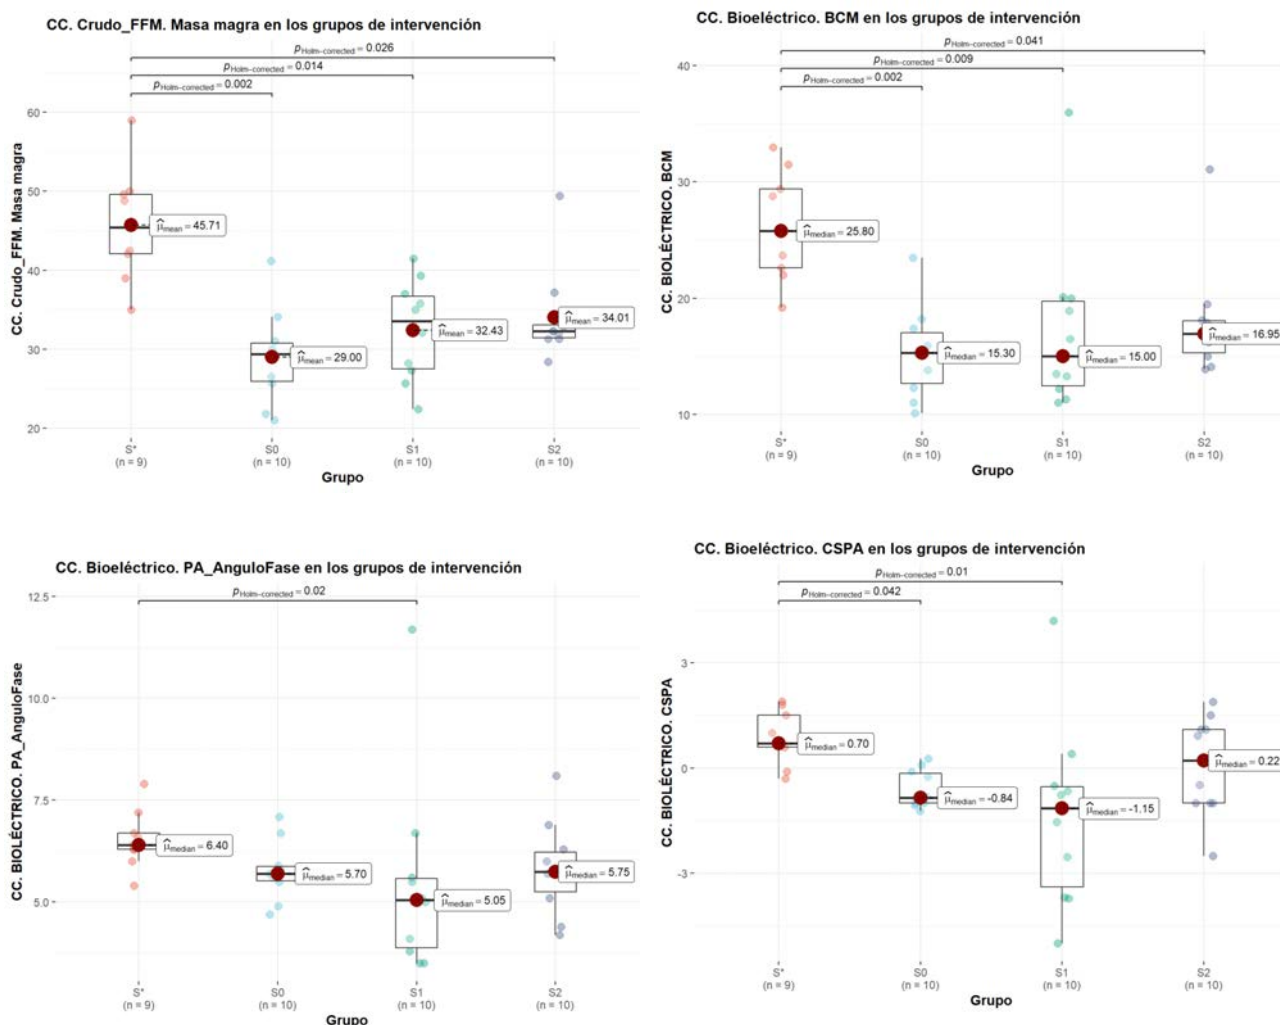 CC. Crudo_FFM. Masa magra en los grupos de intervención
pHolm-corrected = 0.026
pHolm-corrected = 0.014
pHolm-corrected = 0.002
60
50
40
30
20
CC. Crudo_FFM. Masa magra
μ̂mean = 45.71
μ̂mean = 29.00
μ̂mean = 32.43
μ̂mean = 34.01
S* S0 S1 S2
(n = 9) (n = 10) (n = 10) (n = 10)
Grupo
CC. Bioeléctrico. BCM en los grupos de intervención
pHolm-corrected = 0.041
pHolm-corrected = 0.009
pHolm-corrected = 0.002
40
30
20
10
CC. BIOLÉCTRICO. BCM
μ̂median = 25.80
μ̂median = 15.30
μ̂median = 15.00
μ̂median = 16.95
S* S0 S1 S2
(n = 9) (n = 10) (n = 10) (n = 10)
Grupo
CC. Bioeléctrico. PA_AnguloFase en los grupos de intervención
pHolm-corrected = 0.02
12.5
10.0
7.5
5.0
CC. BIOLÉCTRICO. PA_AnguloFase
μ̂median = 6.40
μ̂median = 5.70
μ̂median = 5.05
μ̂median = 5.75
S* S0 S1 S2
(n = 9) (n = 10) (n = 10) (n = 10)
Grupo
CC. Bioeléctrico. CSPA en los grupos de intervención
pHolm-corrected = 0.01
pHolm-corrected = 0.042
3
0
-3
CC. BIOLÉCTRICO. CSPA
μ̂median = 0.70
μ̂median = -0.84
μ̂median = -1.15
μ̂median = 0.22
S* S0 S1 S2
(n = 9) (n = 10) (n = 10) (n = 10)
Grupo